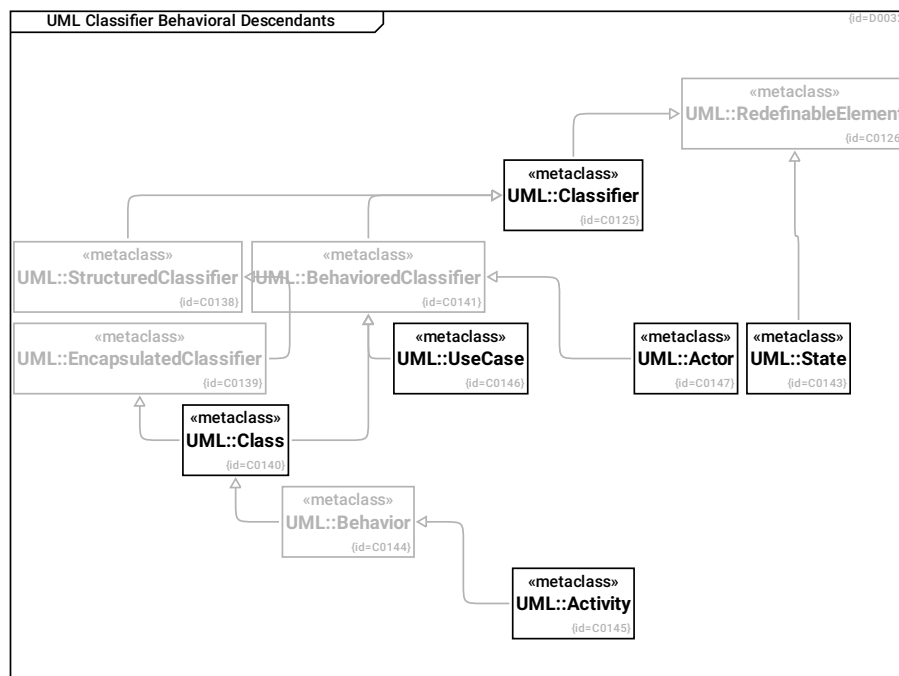 UML Classifier Behavioral Descendants
«metaclass»
UML::RedefinableElement
{id=C0126
«metaclass»
UML::Classifier
{id=C0125}
«metaclass»
UML::StructuredClassifier
{id=C0138}
«metaclass»
UML::BehavioredClassifier
{id=C0141}
«metaclass»
UML::EncapsulatedClassifier
{id=C0139}
«metaclass»
UML::UseCase
{id=C0146}
«metaclass»
UML::Actor
{id=C0147}
«metaclass»
UML::State
{id=C0143}
«metaclass»
UML::Class
{id=C0140}
«metaclass»
UML::Behavior
{id=C0144}
«metaclass»
UML::Activity
{id=C0145}